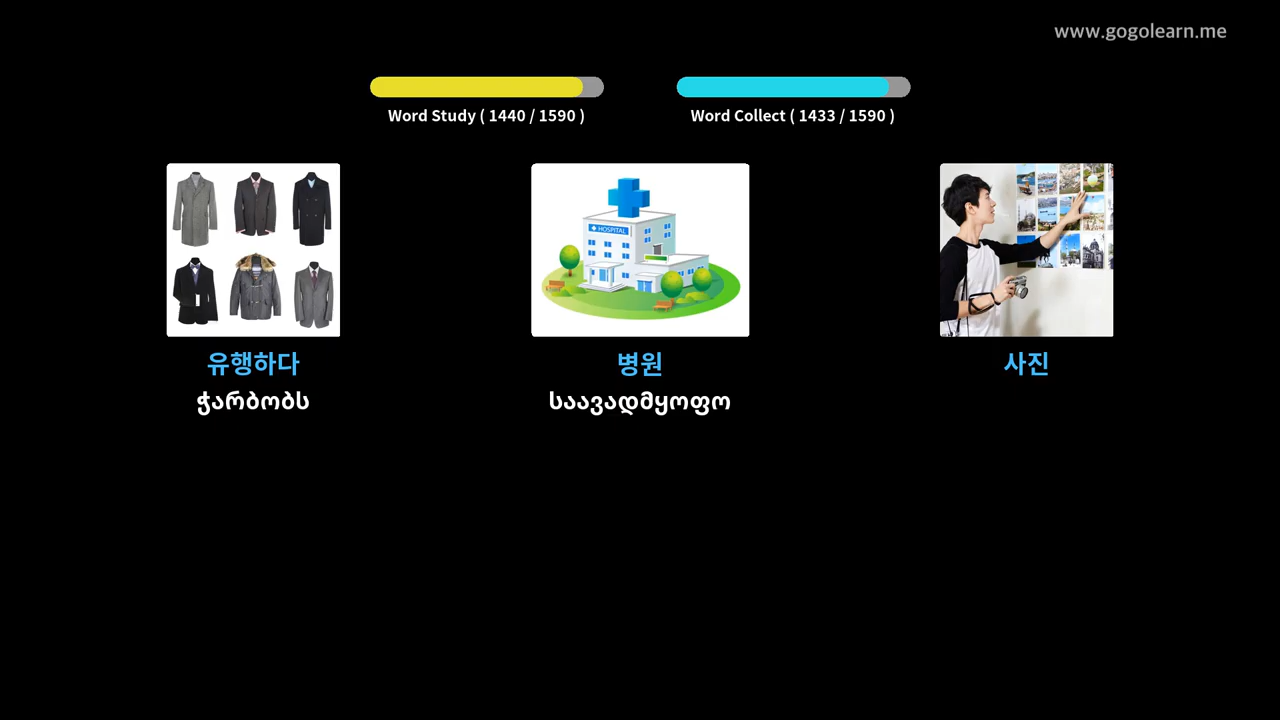 www.gogolearn.me
Word Study ( 1440 / 1590 )
Word Collect ( 1433 / 1590 )
HOSPITAL
유행하다
병원
사진
ჭარბობს
საავადმყოფო